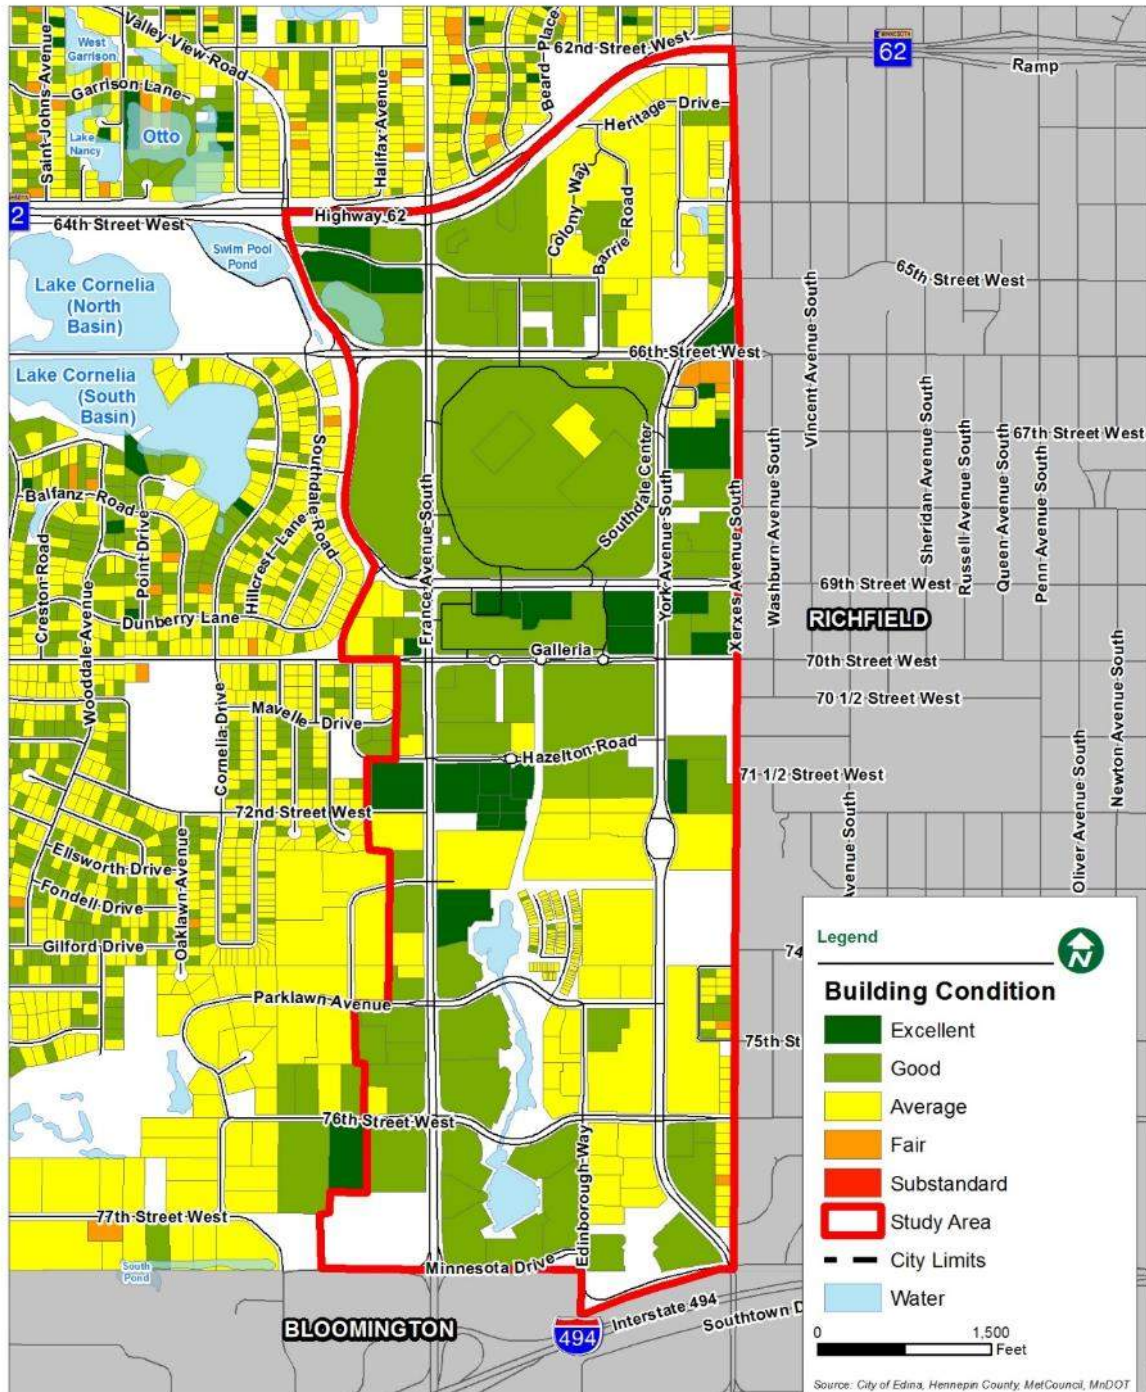 West
Garrison
Valley View Road
Saint Johns Avenue
Garrison Lane
Lake
Nancy
Otto
Halifax Avenue
Beard Place
62nd Street West
MINNESOTA
62
Ramp
Heritage Drive
Colony Way
Barrie Road
2
64th Street West
Highway 62
Swim Pool
Pond
Lake Cornelia
(North
Basin)
65th Street West
66th Street West
Vincent Avenue South
Lake Cornelia
(South
Basin)
Southdale Road
Balfanz Road
Point Drive
Creston Road
Wooddale Avenue
Hillcrest Lane
Dunberry Lane
France Avenue South
Southdale Center
York Avenue South
Xerxes Avenue South
Washburn Avenue South
Sheridan Avenue South
Russell Avenue South
Queen Avenue South
Penn Avenue South
67th Street West
69th Street West
RICHFIELD
Galleria
70th Street West
70 1/2 Street West
Newton Avenue South
Oliver Avenue South
Cornelia Drive
Mavelle Drive
Hazelton Road
71 1/2 Street West
72nd Street West
Avenue South
Ellsworth Drive
Fondell Drive
Oaklawn Avenue
Gilford Drive
74
Parklawn Avenue
75th St
76th Street West
Edinborough Way
77th Street West
South
Pond
Minnesota Drive
BLOOMINGTON
494
Interstate 494
Southtown D
Legend
N
Building Condition
Excellent
Good
Average
Fair
Substandard
Study Area
City Limits
Water
0 1,500
Feet
Source: City of Edina, Hennepin County, MetCouncil, MnDOT